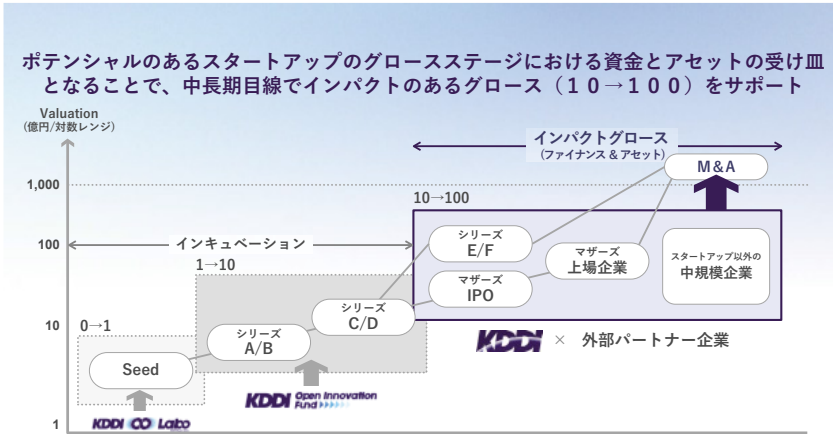 ポテンシャルのあるスタートアップのグロースステージにおける資金とアセットの受け皿
となることで、中長期目線でインパクトのあるグロース（１０→１００）をサポート
Valuation
(億円/対数レンジ)
インパクトグロース
(ファイナンス & アセット)
M&A
1,000
10→100
シリーズ
E/F
マザーズ
上場企業
スタートアップ以外の
中規模企業
100
インキュベーション
1→10
マザーズ
IPO
シリーズ
C/D
10
0→1
シリーズ
A/B
KDDI × 外部パートナー企業
Seed
KDDI Open Innovation
Fund
KDDI ∞ Labo
1